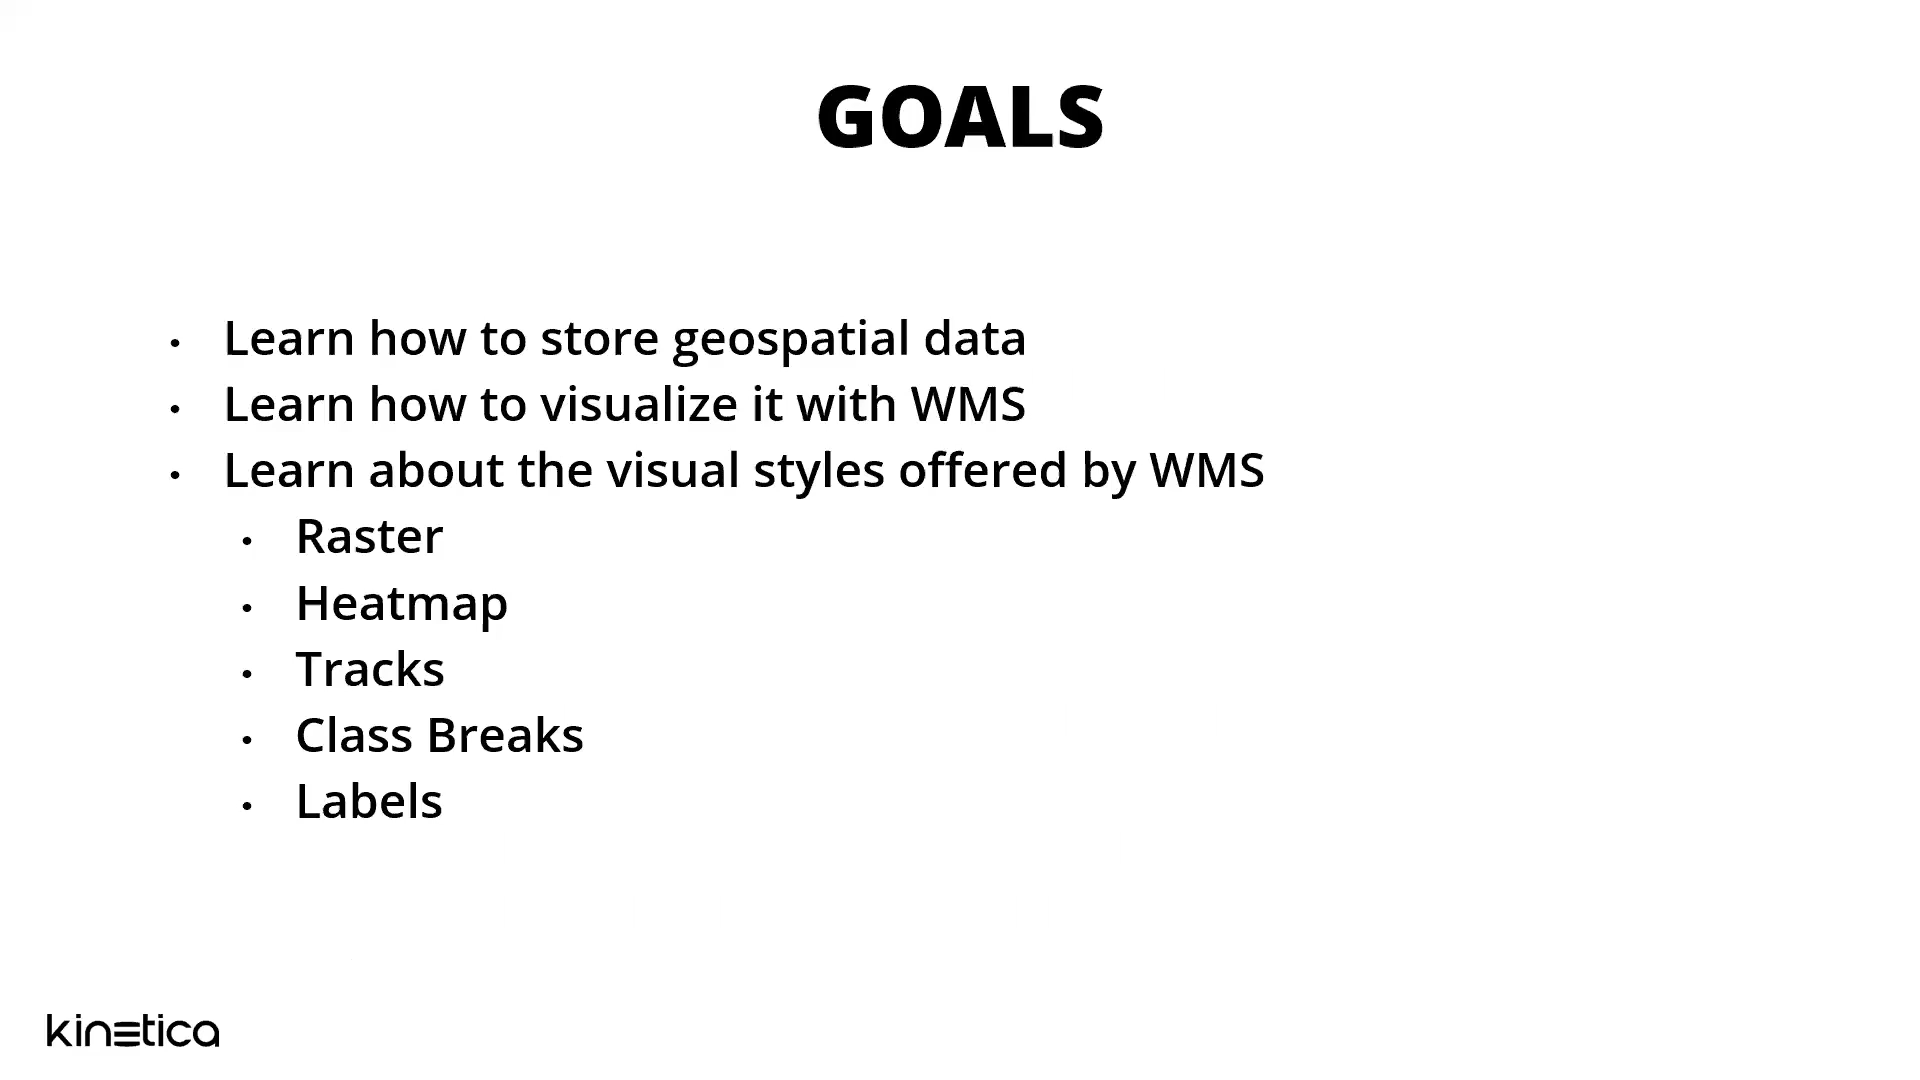 GOALS
• Learn how to store geospatial data
• Learn how to visualize it with WMS
• Learn about the visual styles offered by WMS
• Raster
• Heatmap
• Tracks
• Class Breaks
• Labels
kinetica